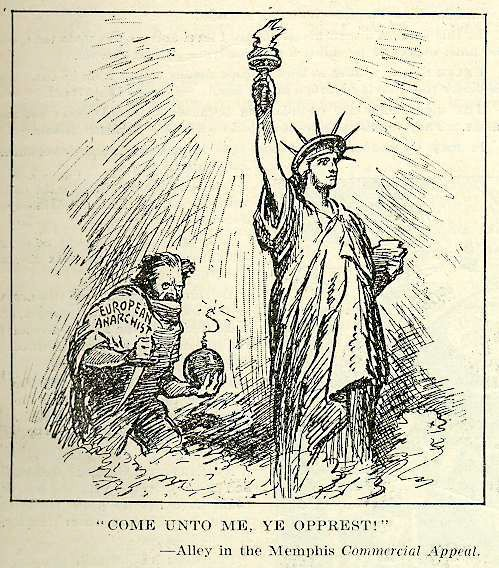 EUROPEAN
ANARCHIST
"COME UNTO ME, YE OPPREST!"
—Alley in the Memphis Commercial Appeal.